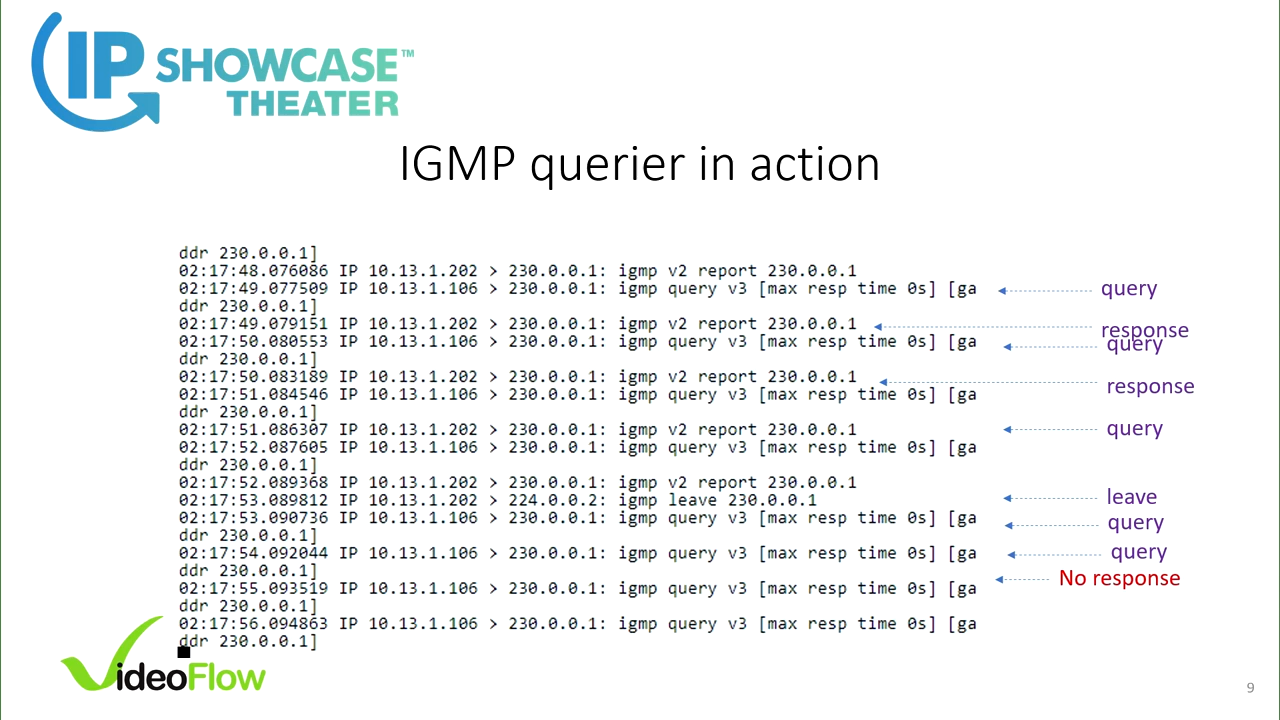 IP SHOWCASE™
THEATER
IGMP querier in action
ddr 230.0.0.1]
02:17:48.076086 IP 10.13.1.202 > 230.0.0.1: igmp v2 report 230.0.0.1
02:17:49.077509 IP 10.13.1.106 > 230.0.0.1: igmp query v3 [max resp time 0s] [ga query
ddr 230.0.0.1]
02:17:49.079151 IP 10.13.1.202 > 230.0.0.1: igmp v2 report 230.0.0.1 response
02:17:50.080553 IP 10.13.1.106 > 230.0.0.1: igmp query v3 [max resp time 0s] [ga query
ddr 230.0.0.1]
02:17:50.083189 IP 10.13.1.202 > 230.0.0.1: igmp v2 report 230.0.0.1 response
02:17:51.084546 IP 10.13.1.106 > 230.0.0.1: igmp query v3 [max resp time 0s] [ga
ddr 230.0.0.1]
02:17:51.086307 IP 10.13.1.202 > 230.0.0.1: igmp v2 report 230.0.0.1 query
02:17:52.087605 IP 10.13.1.106 > 230.0.0.1: igmp query v3 [max resp time 0s] [ga
ddr 230.0.0.1]
02:17:52.089368 IP 10.13.1.202 > 230.0.0.1: igmp v2 report 230.0.0.1
02:17:53.089812 IP 10.13.1.202 > 224.0.0.2: igmp leave 230.0.0.1 leave
02:17:53.090736 IP 10.13.1.106 > 230.0.0.1: igmp query v3 [max resp time 0s] [ga query
ddr 230.0.0.1]
02:17:54.092044 IP 10.13.1.106 > 230.0.0.1: igmp query v3 [max resp time 0s] [ga query
ddr 230.0.0.1] No response
02:17:55.093519 IP 10.13.1.106 > 230.0.0.1: igmp query v3 [max resp time 0s] [ga
ddr 230.0.0.1]
02:17:56.094863 IP 10.13.1.106 > 230.0.0.1: igmp query v3 [max resp time 0s] [ga
ddr 230.0.0.1]
VideoFlow
9